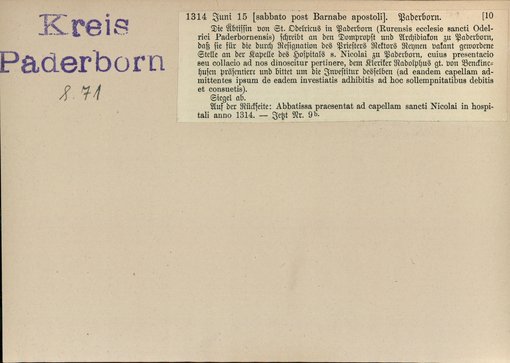 Kreis
Paderborn
S. 71
1314 Juni 15 [sabbato post Barnabe apostoli]. Paderborn. [10
Die Äbtissin von St. Odelricus in Paderborn (Rurensis ecclesie sancti Odel-
rici Paderbornensis) schreibt an den Dompropst und Archidiakon zu Paderborn,
daß sie für die durch Resignation des Priesters Rektors Reynen vakant gewordene
Stelle an der Kapelle des Hospitals s. Nicolai zu Paderborn, cuius presentacio
seu collacio ad nos dinoscitur pertinere, dem Kleriker Radolphus gt. von Benkinc-
husen präsentiere und bittet um die Investitur desselben (ad eandem capellam ad-
mittentes ipsum de eadem investiatis adhibitis ad hoc sollempnitatibus debitis
et consuetis).
Siegel ab.
Auf der Rückseite: Abbatissa praesentat ad capellam sancti Nicolai in hospi-
tali anno 1314. — Jetzt Nr. 9b.